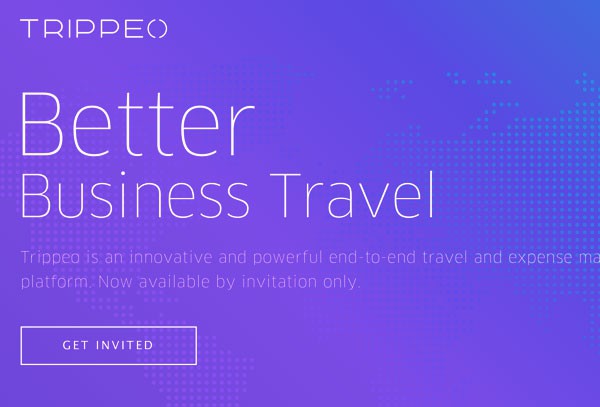 TRIPPEO
Better
Business Travel
Trippeo is an innovative and powerful end-to-end travel and expense ma
platform. Now available by invitation only.
GET INVITED